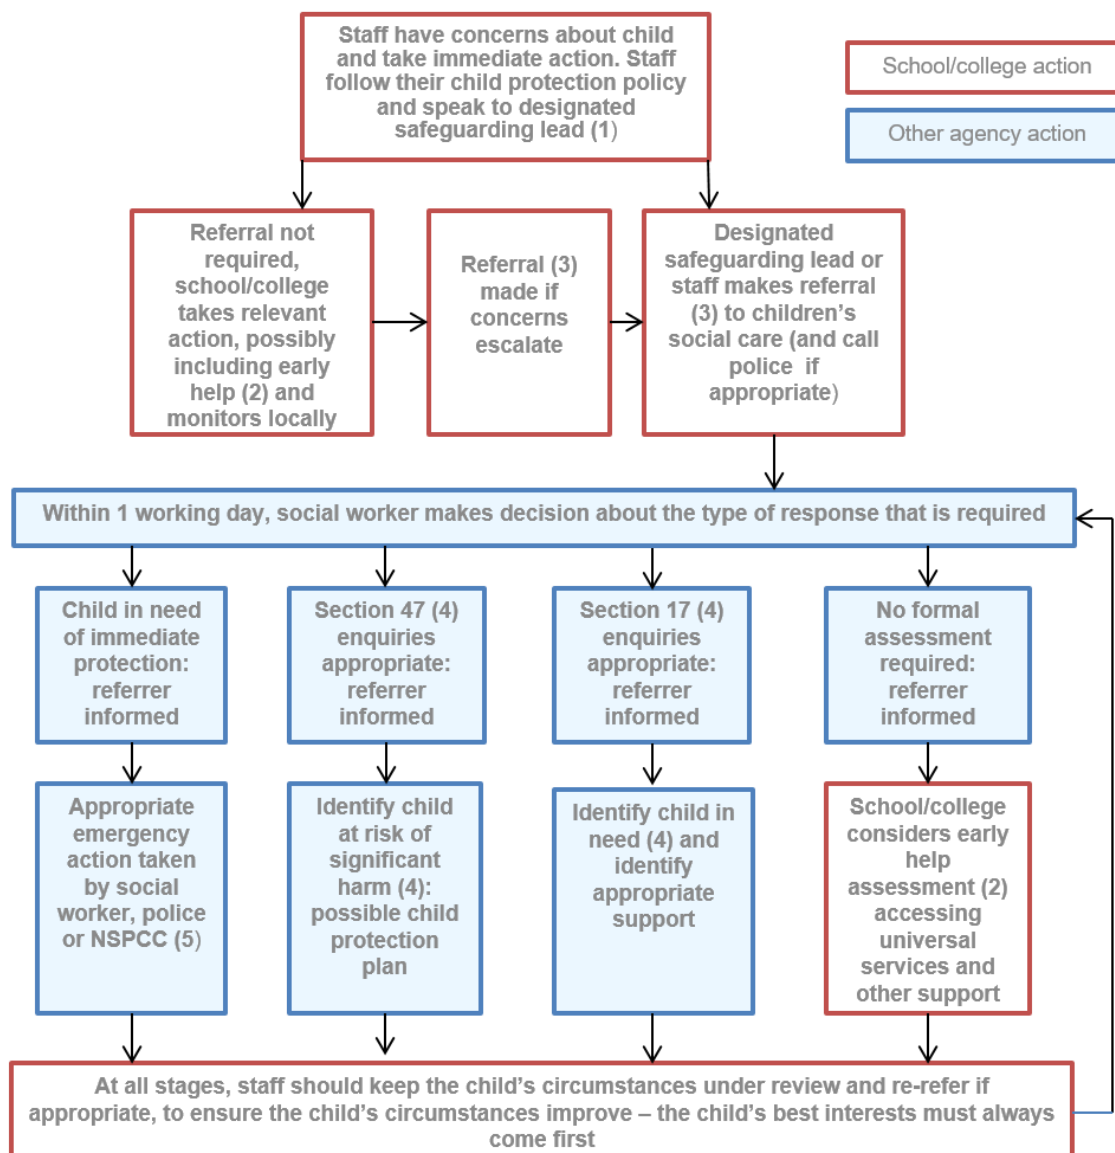 Staff have concerns about child
and take immediate action. Staff
follow their child protection policy
and speak to designated
safeguarding lead (1)
School/college action
Other agency action
Referral not
required,
school/college
takes relevant
action, possibly
including early
help (2) and
monitors locally
Referral (3)
made if
concerns
escalate
Designated
safeguarding lead or
staff makes referral
(3) to children’s
social care (and call
police if
appropriate)
Within 1 working day, social worker makes decision about the type of response that is required
Child in need
of immediate
protection:
referrer
informed
Section 47 (4)
enquiries
appropriate:
referrer
informed
Section 17 (4)
enquiries
appropriate:
referrer
informed
No formal
assessment
required:
referrer
informed
Appropriate
emergency
action taken
by social
worker, police
or NSPCC (5)
Identify child
at risk of
significant
harm (4):
possible child
protection
plan
Identify child in
need (4) and
identify
appropriate
support
School/college
considers early
help
assessment (2)
accessing
universal
services and
other support
At all stages, staff should keep the child’s circumstances under review and re-refer if
appropriate, to ensure the child’s circumstances improve – the child’s best interests must always
come first